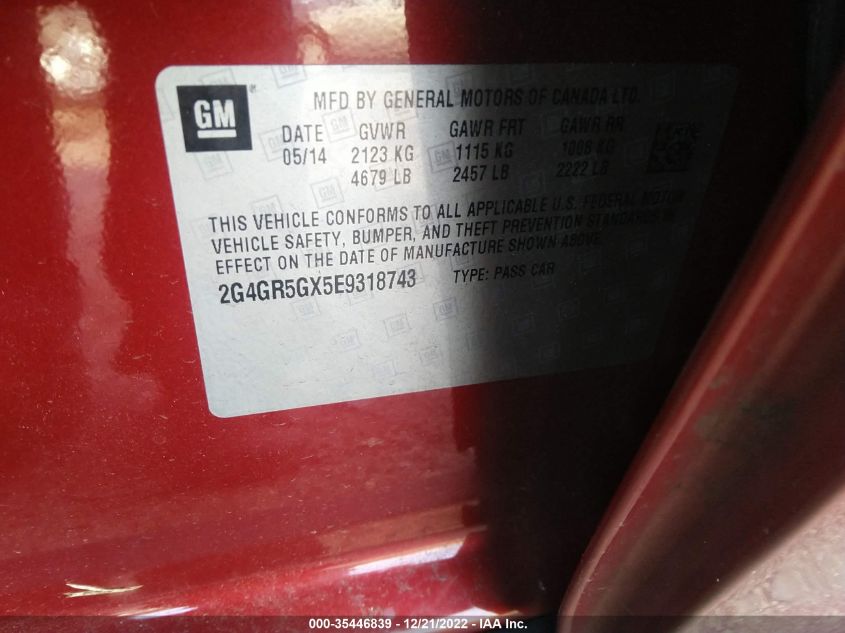 GM
MFD BY GENERAL MOTORS OF CANADA LTD.
DATE GVWR GAWR FRT GAWR RR
05/14 2123 KG 1115 KG 1008 KG
4679 LB 2457 LB 2222 LB
THIS VEHICLE CONFORMS TO ALL APPLICABLE U.S. FEDERAL MOTOR
VEHICLE SAFETY, BUMPER, AND THEFT PREVENTION STANDARDS IN
EFFECT ON THE DATE OF MANUFACTURE SHOWN ABOVE.
2G4GR5GX5E9318743 TYPE: PASS CAR
000-35446839 - 12/21/2022 - IAA Inc.